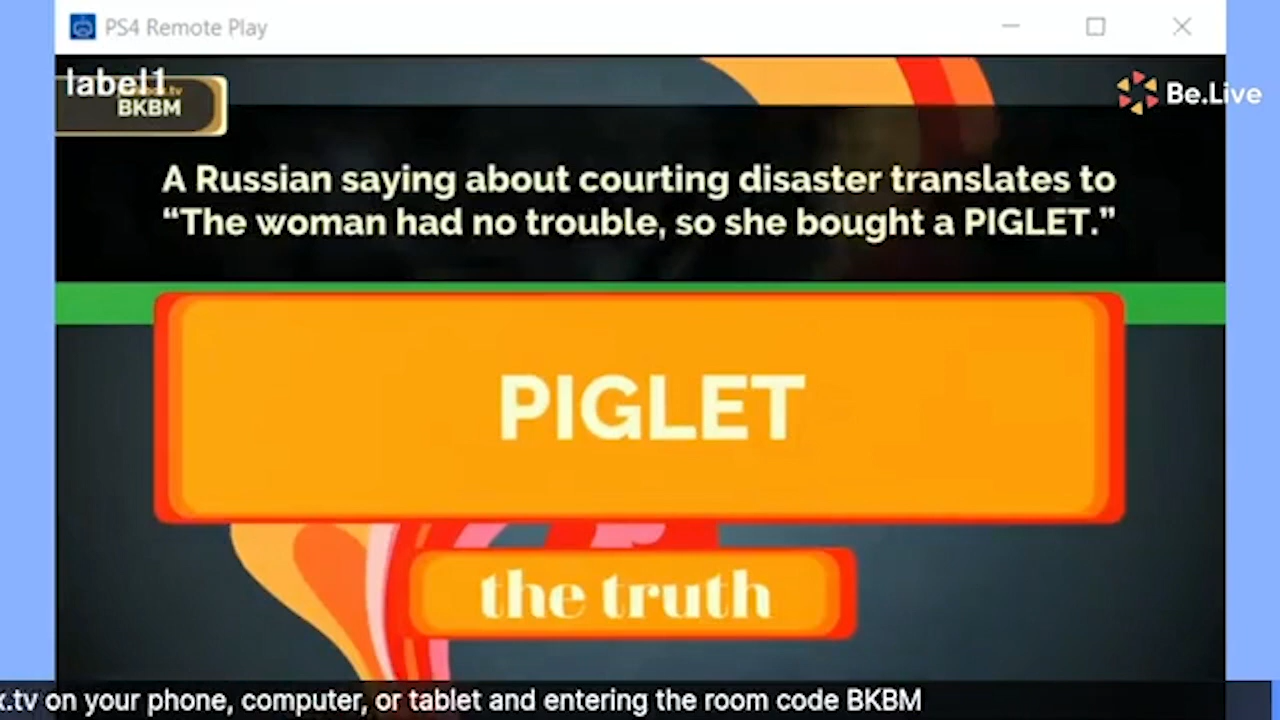 PS4 Remote Play
label1
BKBM
Be.Live
A Russian saying about courting disaster translates to
“The woman had no trouble, so she bought a PIGLET.”
PIGLET
the truth
x.tv on your phone, computer, or tablet and entering the room code BKBM